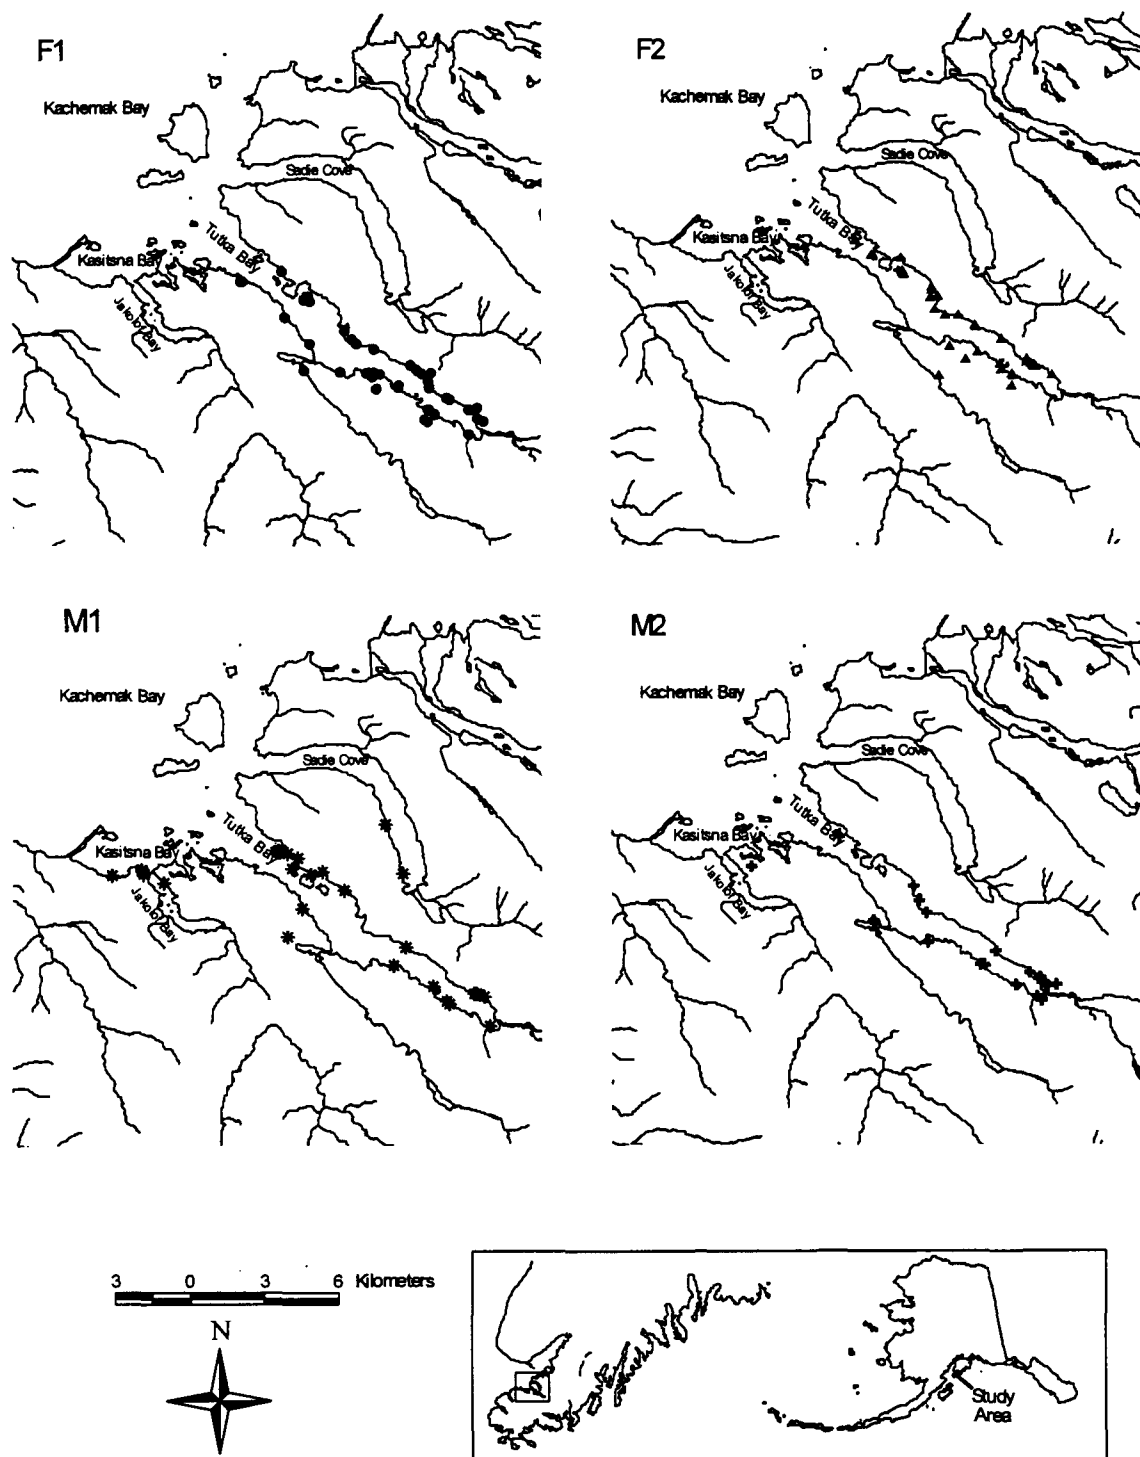 F1
Kachemak Bay
Sadie Cove
Tutka Bay
Kasitsna Bay
Jakolof Bay
F2
Kachemak Bay
Sadie Cove
Tutka Bay
Kasitsna Bay
Jakolof Bay
M1
Kachemak Bay
Sadie Cove
Tutka Bay
Kasitsna Bay
Jakolof Bay
M2
Kachemak Bay
Sadie Cove
Tutka Bay
Kasitsna Bay
Jakolof Bay
3 0 3 6 Kilometers
N
Study
Area